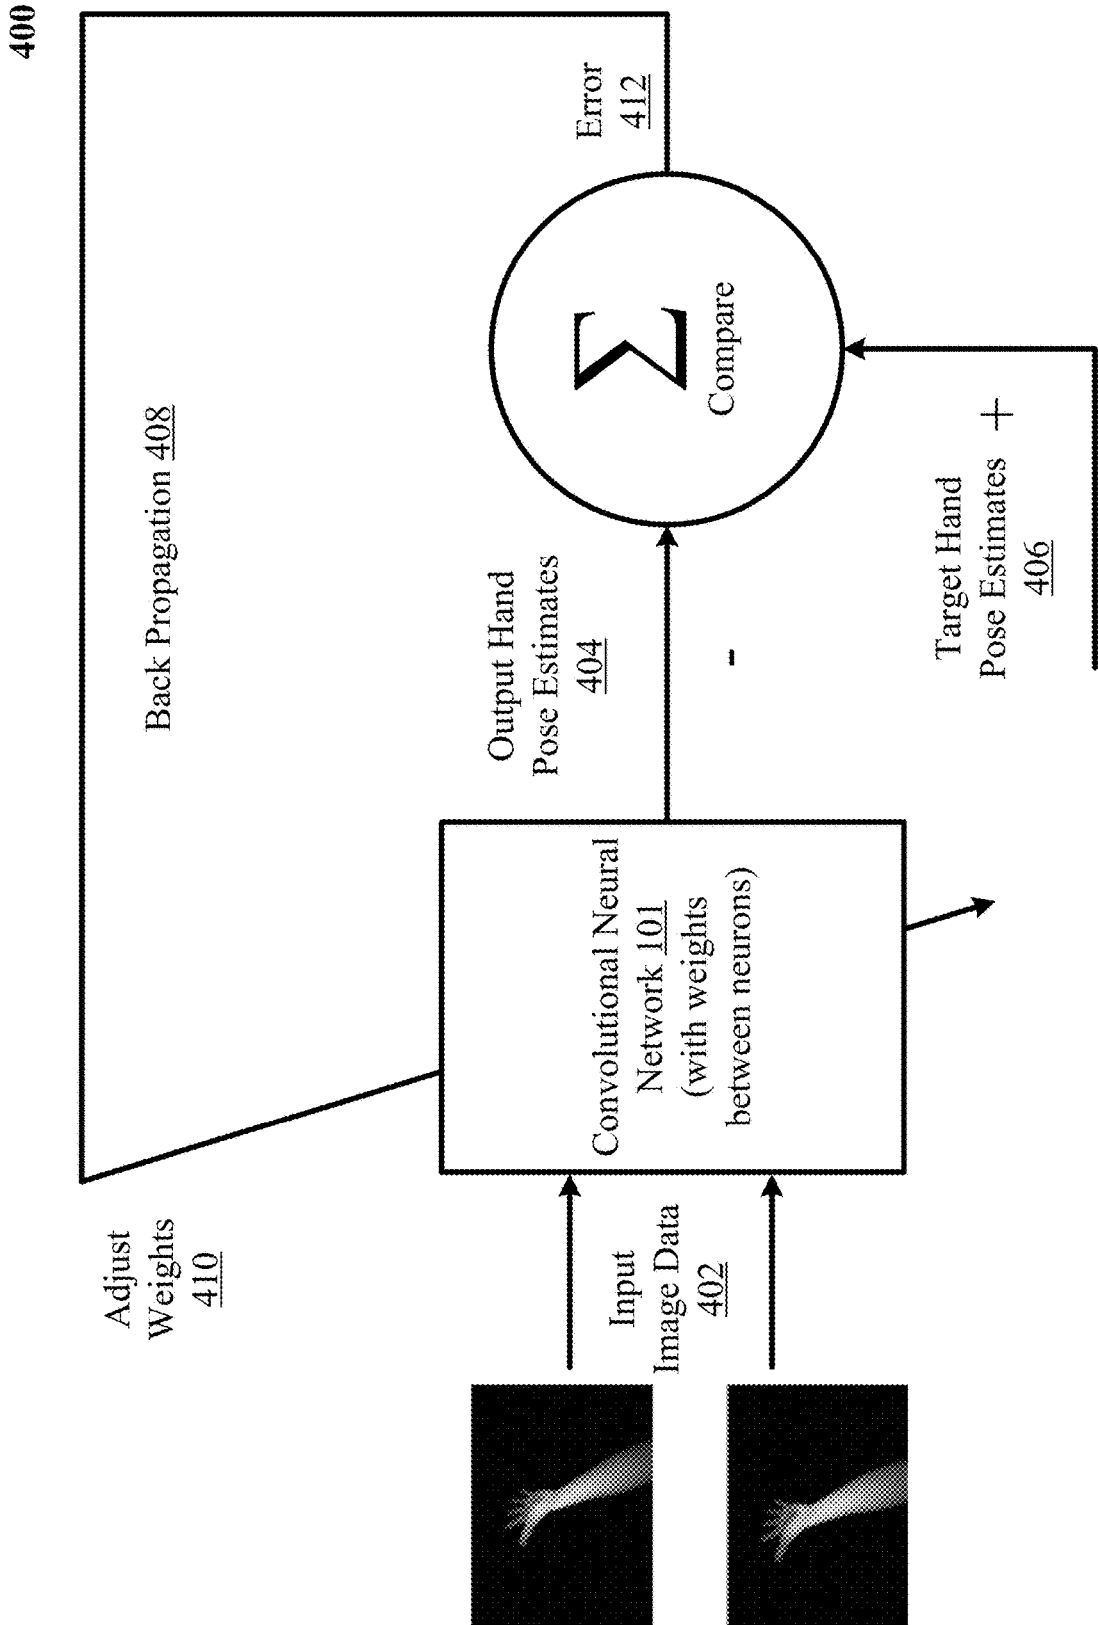 400
Back Propagation 408
Adjust
Weights
410
Input
Image Data
402
Convolutional Neural
Network 101
(with weights
between neurons)
Output Hand
Pose Estimates
404
-
Σ
Compare
Error
412
Target Hand
Pose Estimates +
406